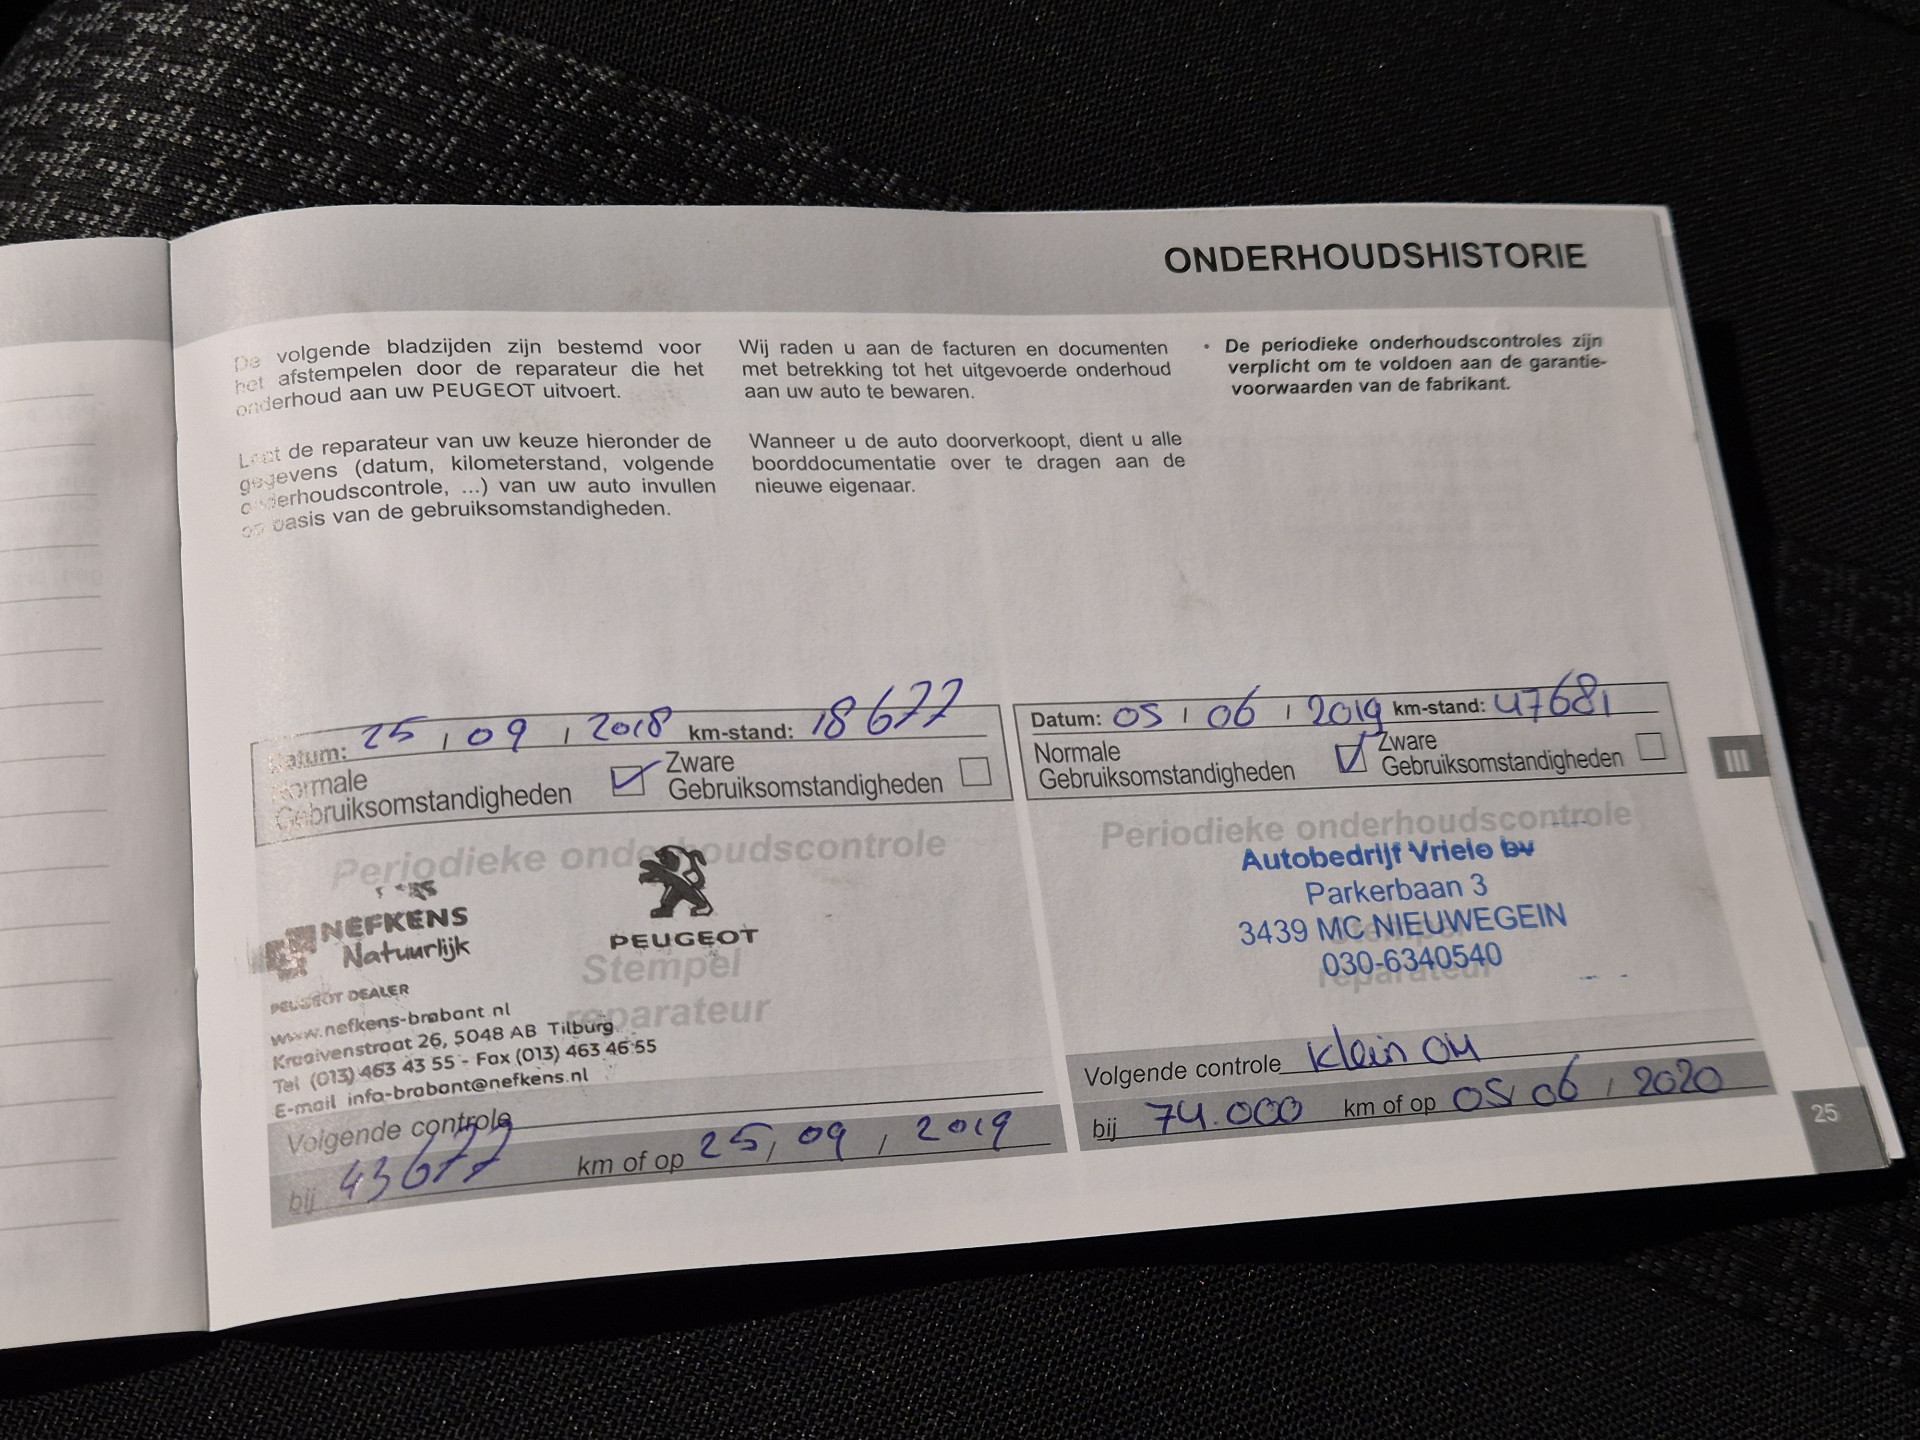 ONDERHOUDSHISTORIE
De volgende bladzijden zijn bestemd voor
het afstempelen door de reparateur die het
onderhoud aan uw PEUGEOT uitvoert.
Laat de reparateur van uw keuze hieronder de
gegevens (datum, kilometerstand, volgende
onderhoudscontrole, ...) van uw auto invullen
op basis van de gebruiksomstandigheden.
Wij raden u aan de facturen en documenten
met betrekking tot het uitgevoerde onderhoud
aan uw auto te bewaren.
Wanneer u de auto doorverkoopt, dient u alle
boorddocumentatie over te dragen aan de
nieuwe eigenaar.
• De periodieke onderhoudscontroles zijn
verplicht om te voldoen aan de garantie-
voorwaarden van de fabrikant.
Datum: 25 / 09 / 2018 km-stand: 18677
Normale
Gebruiksomstandigheden
Zware
Gebruiksomstandigheden
Periodieke onderhoudscontrole
NEFKENS
Natuurlijk
PEUGEOT
Stempel
reparateur
PEUGEOT DEALER
www.nefkens-brabant.nl
Kraaivenstraat 26, 5048 AB Tilburg
Tel (013) 463 43 55 - Fax (013) 463 46 55
E-mail info-brabant@nefkens.nl
Volgende controle
bij 43677 km of op 25 / 09 / 2019
Datum: 05 / 06 / 2019 km-stand: 47681
Normale
Gebruiksomstandigheden
Zware
Gebruiksomstandigheden
Periodieke onderhoudscontrole
Autobedrijf Vrielo bv
Parkerbaan 3
3439 MC NIEUWEGEIN
030-6340540
Stempel
reparateur
Volgende controle Klein OH
bij 74.000 km of op 05 / 06 / 2020
III
25